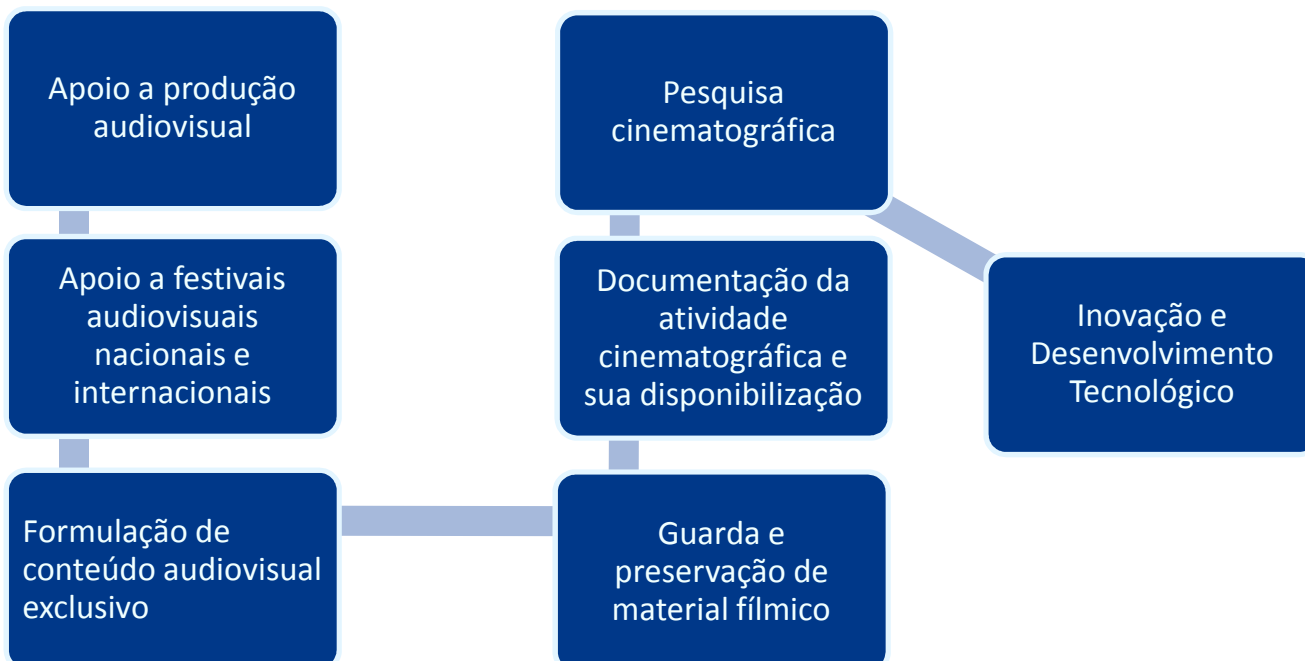 Apoio a produção
audiovisual
Apoio a festivais
audiovisuais
nacionais e
internacionais
Formulação de
conteúdo audiovisual
exclusivo
Guarda e
preservação de
material fílmico
Documentação da
atividade
cinematográfica e
sua disponibilização
Pesquisa
cinematográfica
Inovação e
Desenvolvimento
Tecnológico